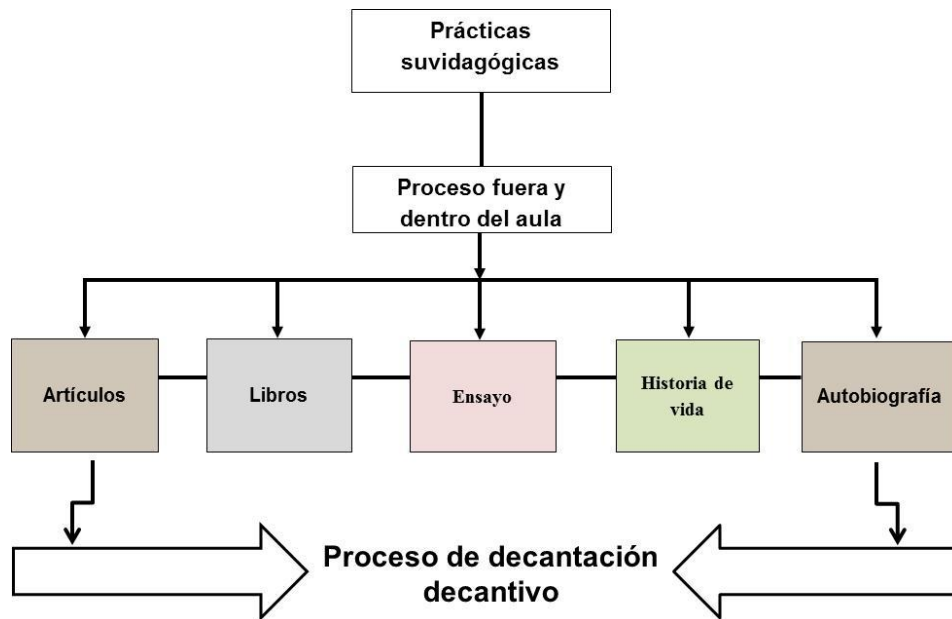 Prácticas
suvidagógicas
Proceso fuera y
dentro del aula
Artículos
Libros
Ensayo
Historia de
vida
Autobiografía
Proceso de decantación
decantivo